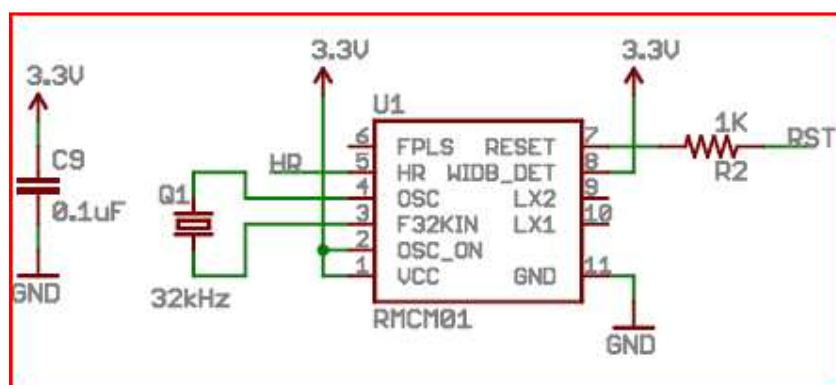 3.3V
C9
0.1uF
GND
Q1
32kHz
3.3V
HR
U1
6 FPLS
5 HR
4 OSC
3 F32KIN
2 OSC_ON
1 VCC
RESET 7
WIDB_DET 8
LX2 9
LX1 10
GND 11
RMCM01
3.3V
1K
R2
RST
GND